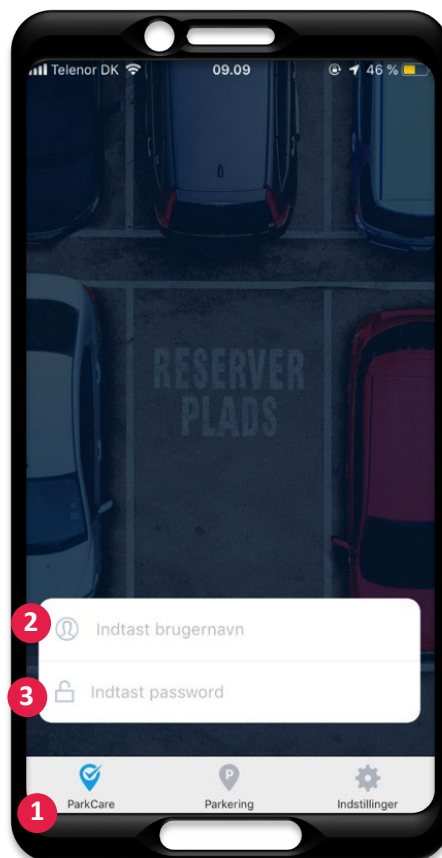 Telenor DK 09.09 46 %
RESERVER
PLADS
2 Indtast brugernavn
3 Indtast password
P
1 ParkCare Parkering Indstillinger